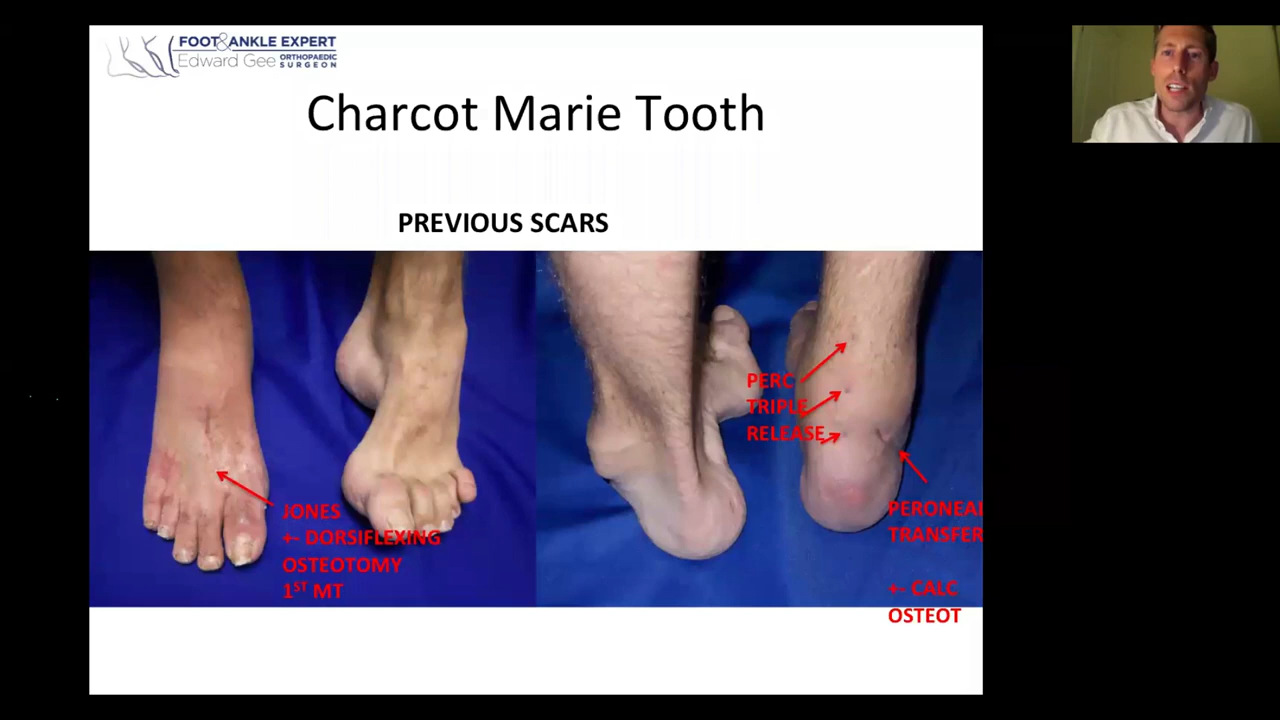 FOOT & ANKLE EXPERT
Edward Gee ORTHOPAEDIC SURGEON
Charcot Marie Tooth
PREVIOUS SCARS
JONES
+- DORSIFLEXING
OSTEOTOMY
1ST MT
PERC
TRIPLE
RELEASE
PERONEAL
TRANSFER
+- CALC
OSTEOT